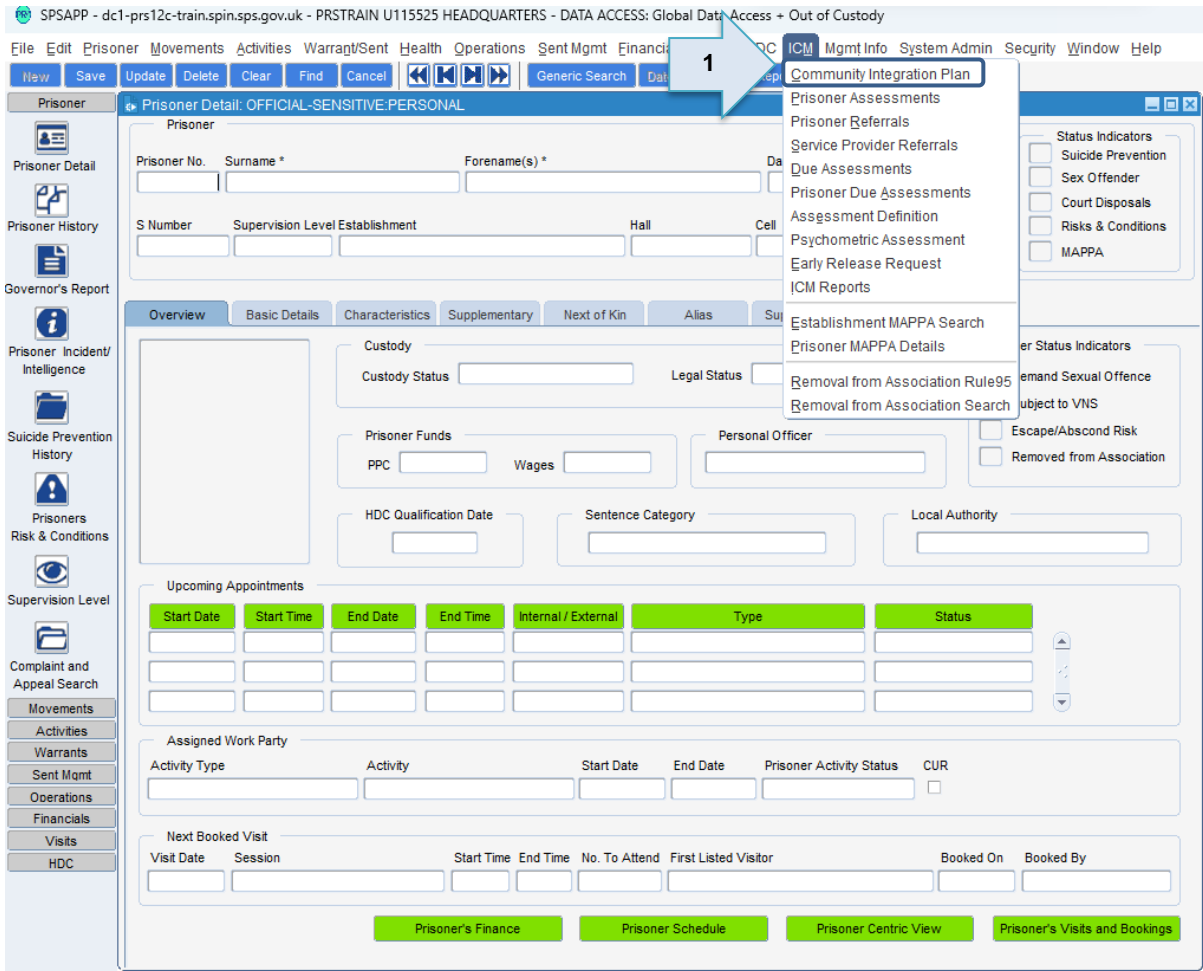 PR1 SPSAPP - dc1-prs12c-train.spin.sps.gov.uk - PRSTRAIN U115525 HEADQUARTERS - DATA ACCESS: Global Data Access + Out of Custody
File Edit Prisoner Movements Activities Warrant/Sent Health Operations Sent Mgmt Financia DC ICM Mgmt Info System Admin Security Window Help
1
New Save Update Delete Clear Find Cancel Generic Search Date Repo
Community Integration Plan
Prisoner Assessments
Prisoner Referrals
Service Provider Referrals
Due Assessments
Prisoner Due Assessments
Assessment Definition
Psychometric Assessment
Early Release Request
ICM Reports
Establishment MAPPA Search
Prisoner MAPPA Details
Removal from Association Rule95
Removal from Association Search
Prisoner
Prisoner Detail
Prisoner History
Governor's Report
Prisoner Incident/
Intelligence
Suicide Prevention
History
Prisoners
Risk & Conditions
Supervision Level
Complaint and
Appeal Search
Movements
Activities
Warrants
Sent Mgmt
Operations
Financials
Visits
HDC
Prisoner Detail: OFFICIAL-SENSITIVE:PERSONAL
Prisoner
Prisoner No. Surname * Forename(s) * Da
S Number Supervision Level Establishment Hall Cell
Status Indicators
Suicide Prevention
Sex Offender
Court Disposals
Risks & Conditions
MAPPA
Overview Basic Details Characteristics Supplementary Next of Kin Alias Su
Custody
Custody Status Legal Status
er Status Indicators
emand Sexual Offence
ubject to VNS
Escape/Abscond Risk
Removed from Association
Prisoner Funds
PPC Wages
Personal Officer
HDC Qualification Date
Sentence Category
Local Authority
Upcoming Appointments
Start Date Start Time End Date End Time Internal / External Type Status
Assigned Work Party
Activity Type Activity Start Date End Date Prisoner Activity Status CUR
Next Booked Visit
Visit Date Session Start Time End Time No. To Attend First Listed Visitor Booked On Booked By
Prisoner's Finance Prisoner Schedule Prisoner Centric View Prisoner's Visits and Bookings